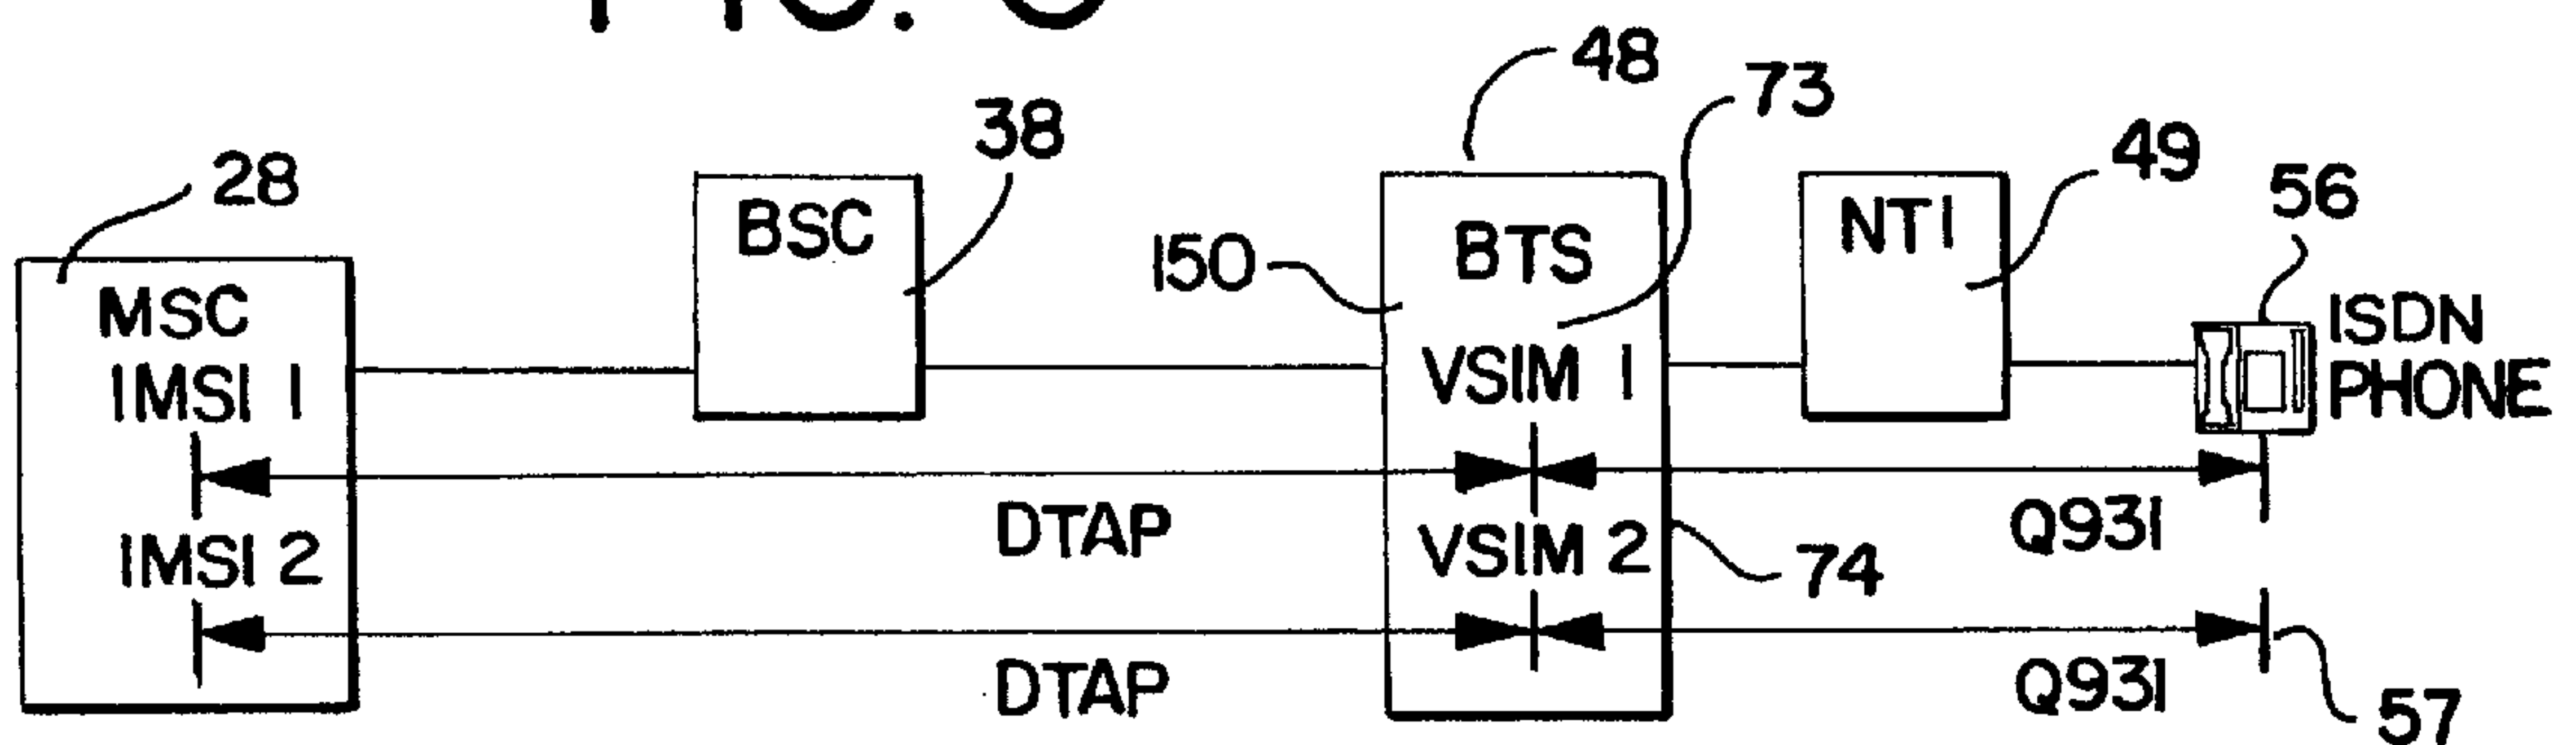 48
73
38
49
28
56
BSC
NT1
150
BTS
MSC
ISDN
PHONE
IMSI 1
VSIM 1
DTAP
Q931
IMSI 2
VSIM 2
74
DTAP
Q931
57